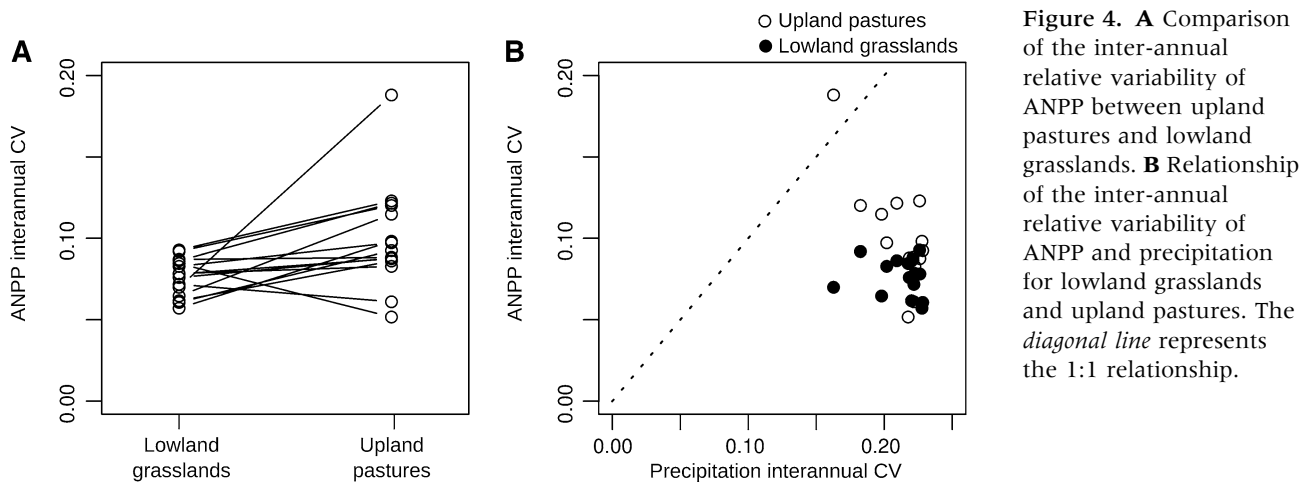 A
ANPP interannual CV
0.20
0.10
0.00
Lowland
grasslands
Upland
pastures
B
Upland pastures
Lowland grasslands
ANPP interannual CV
0.20
0.10
0.00
0.00
0.10
0.20
Precipitation interannual CV
Figure 4. A Comparison
of the inter-annual
relative variability of
ANPP between upland
pastures and lowland
grasslands. B Relationship
of the inter-annual
relative variability of
ANPP and precipitation
for lowland grasslands
and upland pastures. The
diagonal line represents
the 1:1 relationship.